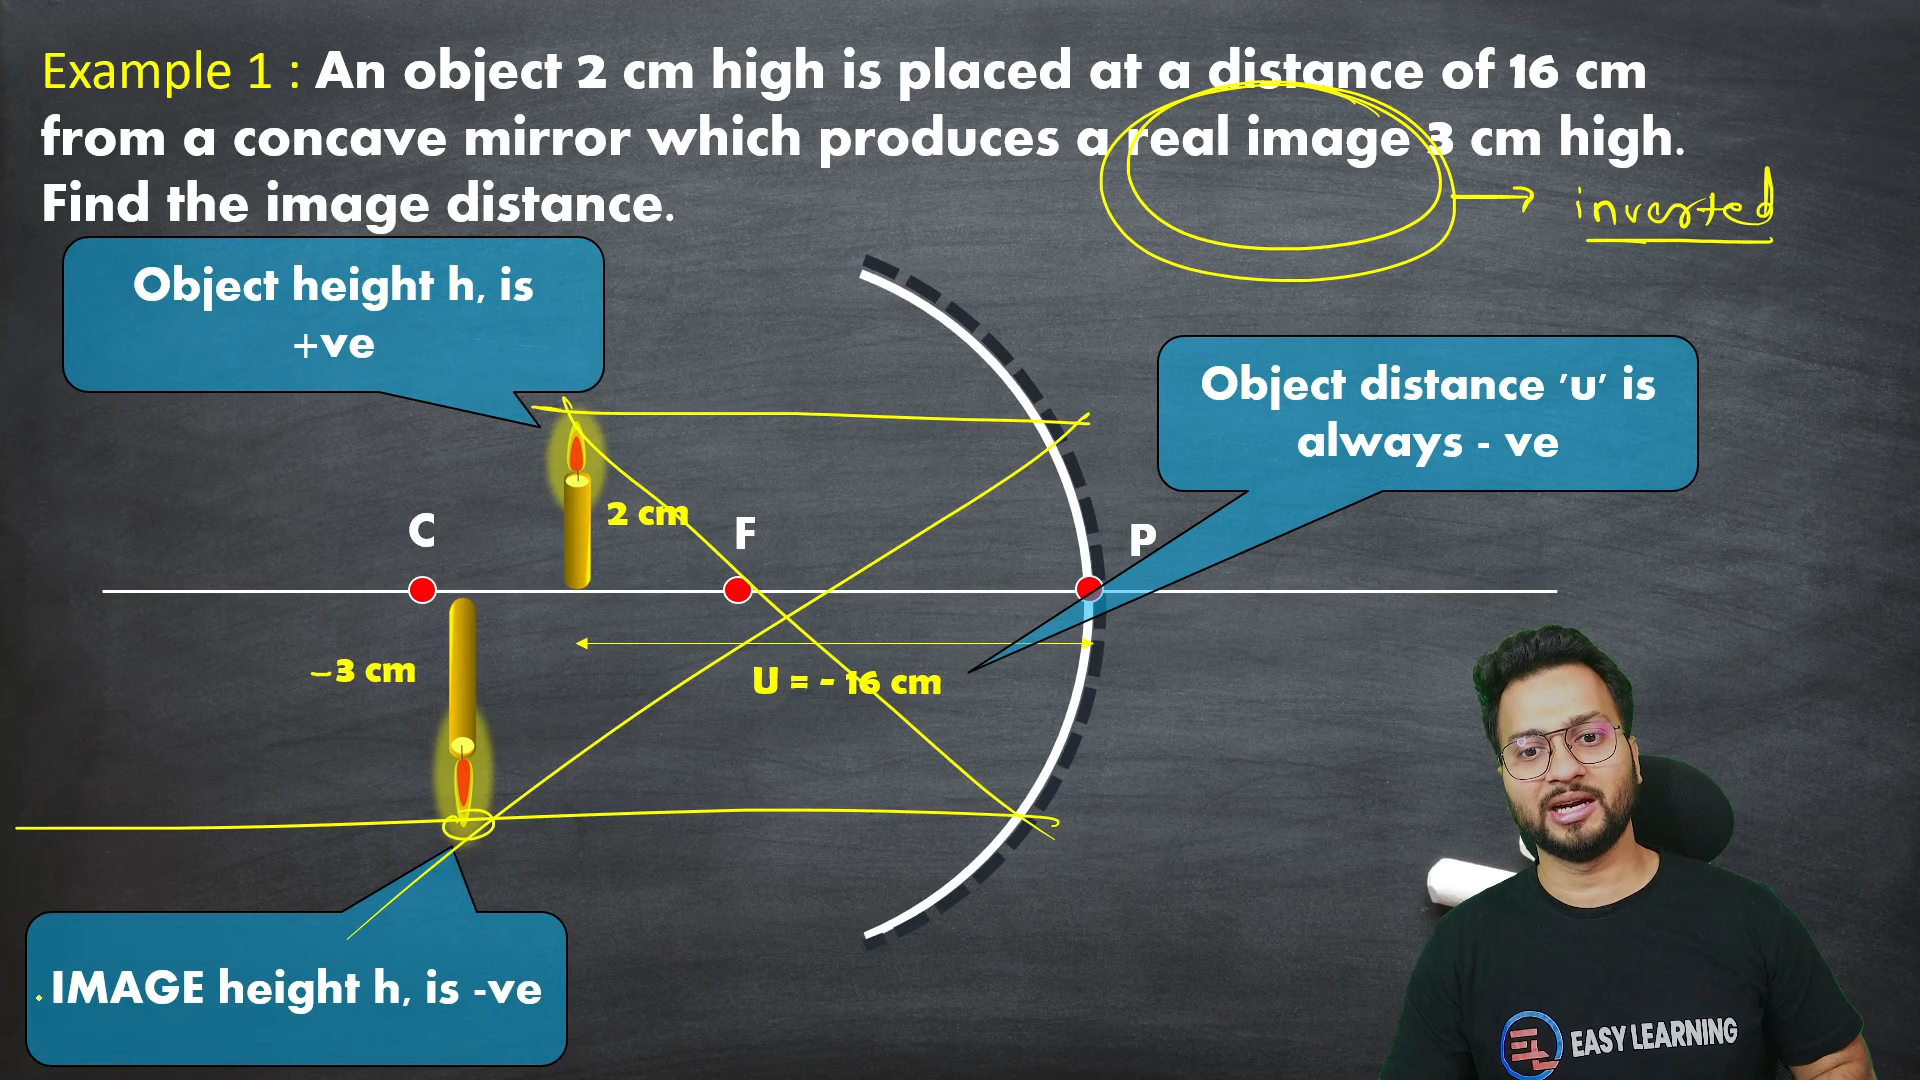 Example 1 : An object 2 cm high is placed at a distance of 16 cm
from a concave mirror which produces a real image 3 cm high.
Find the image distance.
inverted
Object height h, is
+ve
Object distance 'u' is
always - ve
2 cm
C
F
P
–3 cm
U = - 16 cm
IMAGE height h, is -ve
EL
EASY LEARNING